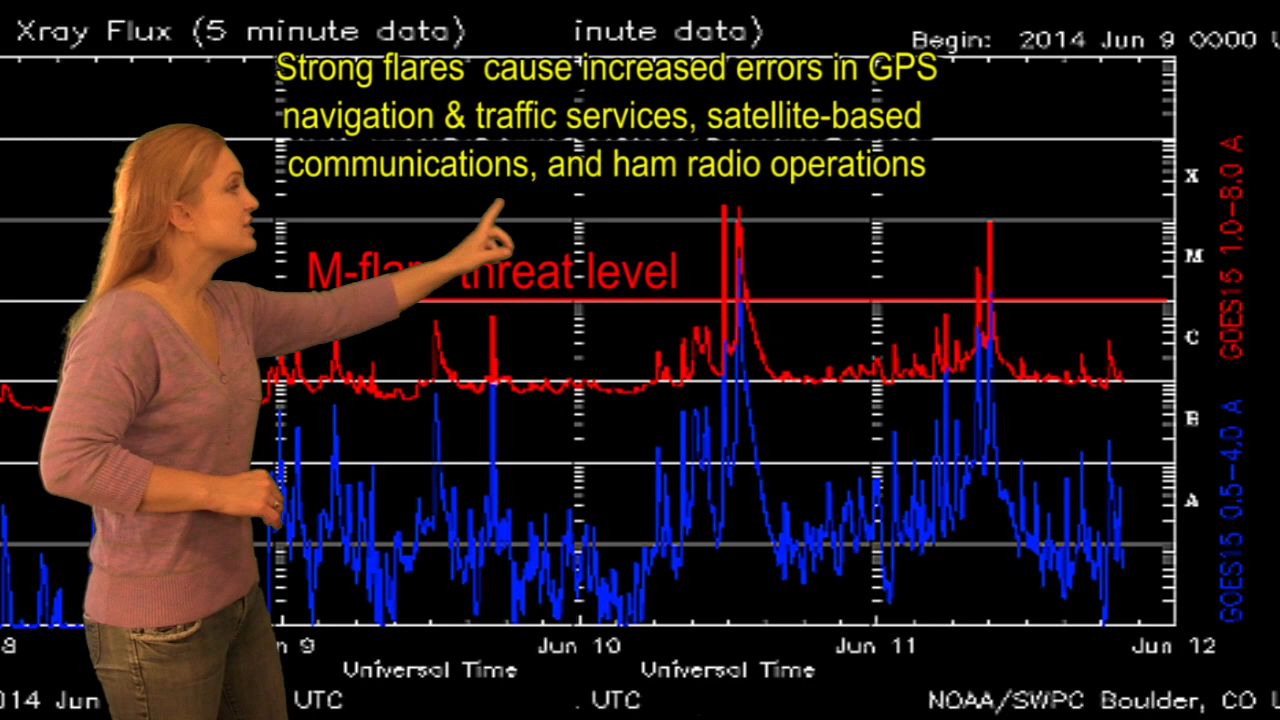 Xray Flux (5 minute data) inute data)
Begin: 2014 Jun 9 0000
Strong flares cause increased errors in GPS
navigation & traffic services, satellite-based
communications, and ham radio operations
M-flare threat level
X
M
C
B
A
GOES15 1.0-8.0 A
GOES15 0.5-4.0 A
8 n 9 Jun 10 Jun 11 Jun 12
Universal Time Universal Time
014 Jun UTC . UTC NOAA/SWPC Boulder, CO